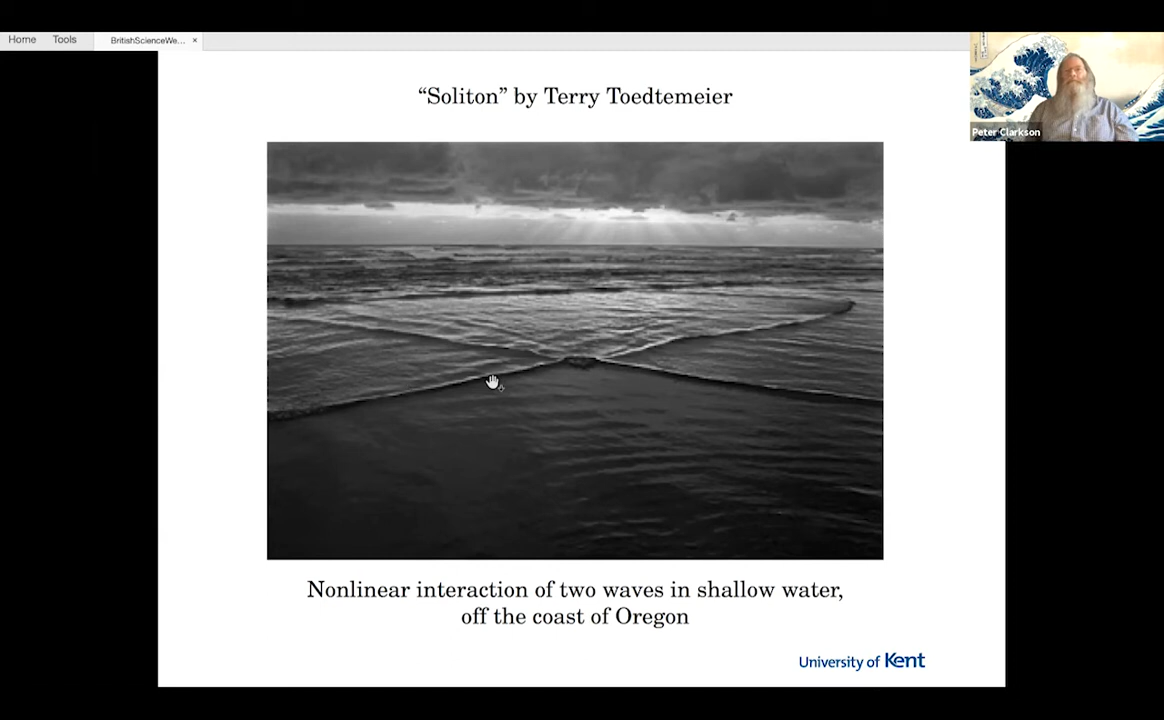 Home Tools BritishScienceWe... ×
“Soliton” by Terry Toedtemeier
Peter Clarkson
Nonlinear interaction of two waves in shallow water,
off the coast of Oregon
University of Kent